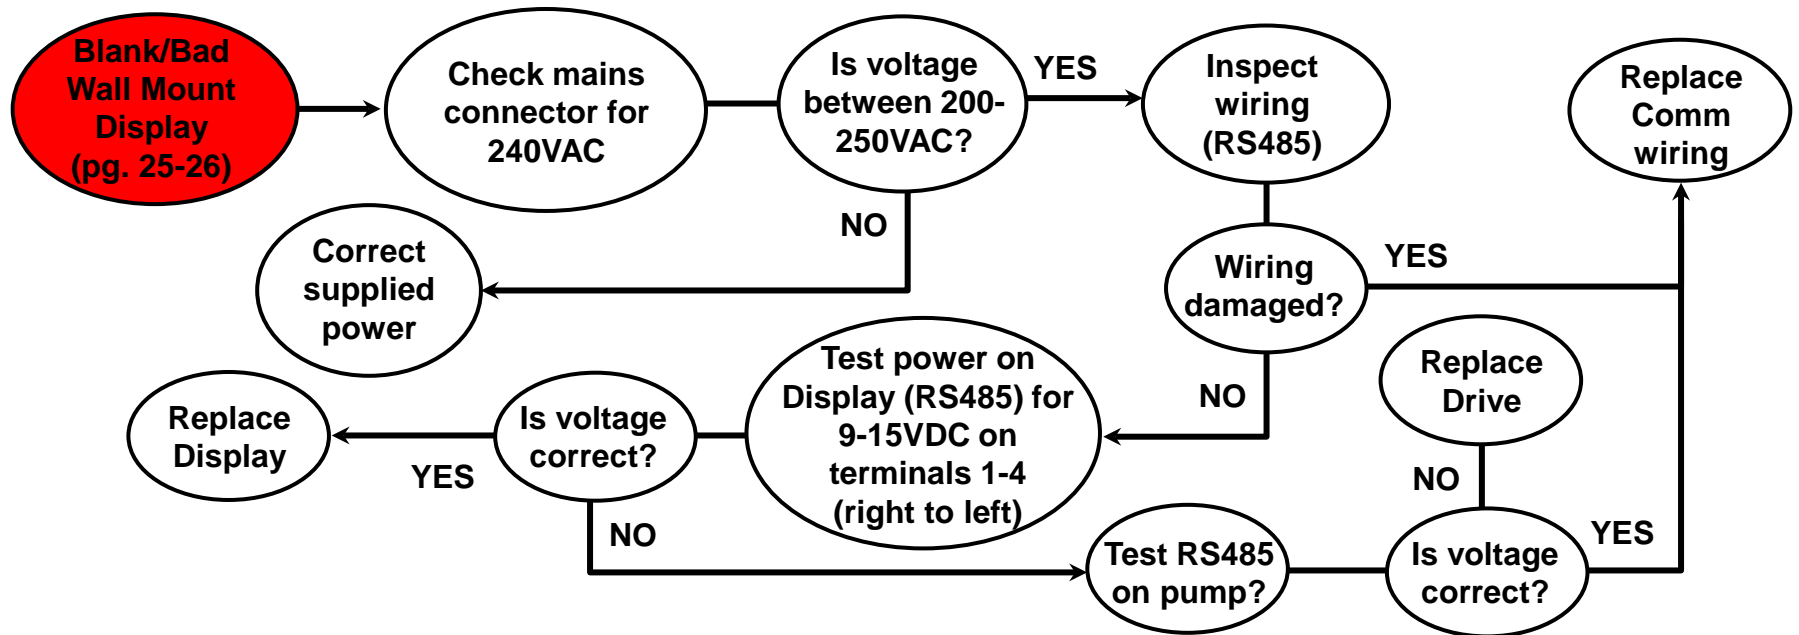 Blank/Bad
Wall Mount
Display
(pg. 25-26)
Check mains
connector for
240VAC
Is voltage
between 200-
250VAC?
YES
Inspect
wiring
(RS485)
Replace
Comm
wiring
NO
Correct
supplied
power
Wiring
damaged?
YES
NO
Test power on
Display (RS485) for
9-15VDC on
terminals 1-4
(right to left)
Is voltage
correct?
YES
Replace
Display
NO
Test RS485
on pump?
Is voltage
correct?
NO
Replace
Drive
YES